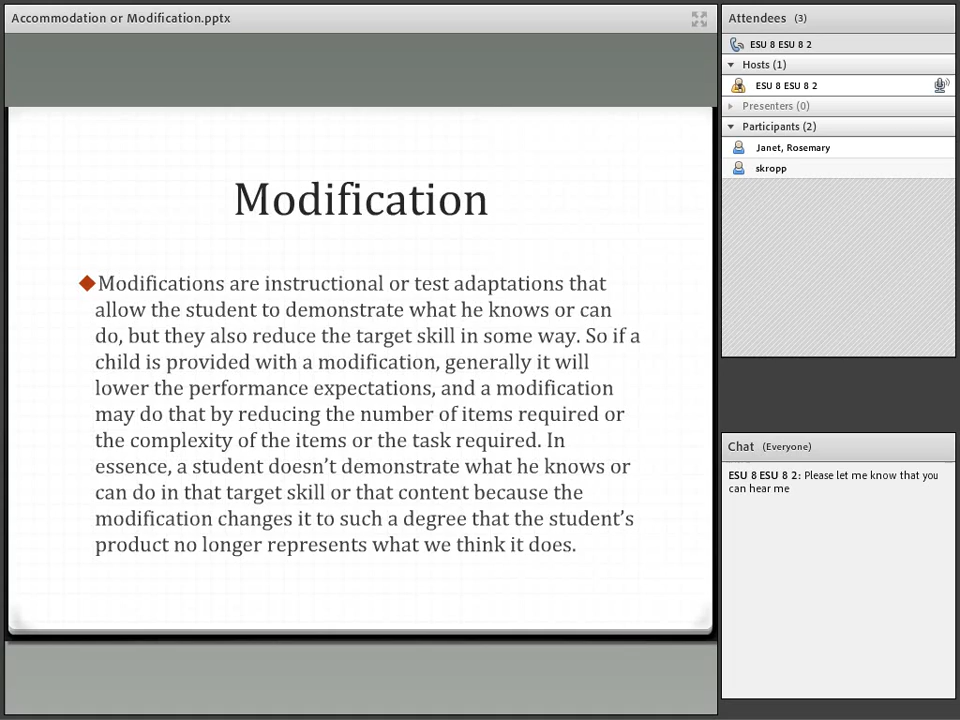 Accommodation or Modification.pptx
Modification
Modifications are instructional or test adaptations that
allow the student to demonstrate what he knows or can
do, but they also reduce the target skill in some way. So if a
child is provided with a modification, generally it will
lower the performance expectations, and a modification
may do that by reducing the number of items required or
the complexity of the items or the task required. In
essence, a student doesn’t demonstrate what he knows or
can do in that target skill or that content because the
modification changes it to such a degree that the student’s
product no longer represents what we think it does.
Attendees (3)
ESU 8 ESU 8 2
Hosts (1)
ESU 8 ESU 8 2
Presenters (0)
Participants (2)
Janet, Rosemary
skropp
Chat (Everyone)
ESU 8 ESU 8 2: Please let me know that you
can hear me